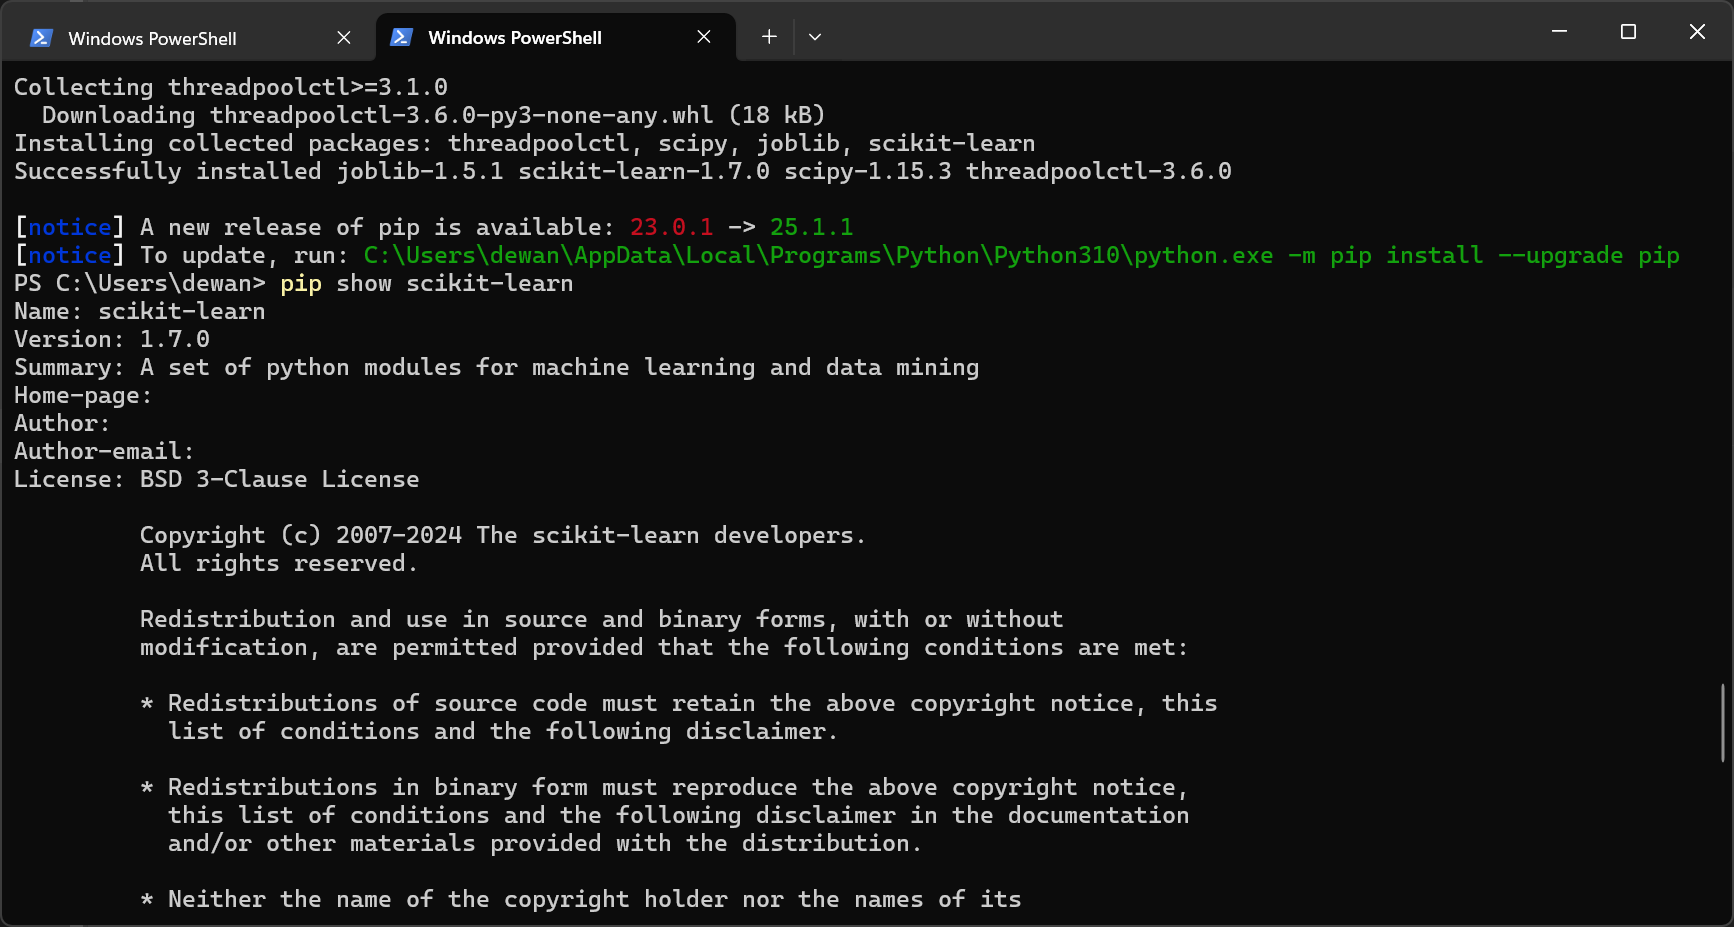 Windows PowerShell
Windows PowerShell
Collecting threadpoolctl>=3.1.0
  Downloading threadpoolctl-3.6.0-py3-none-any.whl (18 kB)
Installing collected packages: threadpoolctl, scipy, joblib, scikit-learn
Successfully installed joblib-1.5.1 scikit-learn-1.7.0 scipy-1.15.3 threadpoolctl-3.6.0

[notice] A new release of pip is available: 23.0.1 -> 25.1.1
[notice] To update, run: C:\Users\dewan\AppData\Local\Programs\Python\Python310\python.exe -m pip install --upgrade pip
PS C:\Users\dewan> pip show scikit-learn
Name: scikit-learn
Version: 1.7.0
Summary: A set of python modules for machine learning and data mining
Home-page:
Author:
Author-email:
License: BSD 3-Clause License

         Copyright (c) 2007-2024 The scikit-learn developers.
         All rights reserved.

         Redistribution and use in source and binary forms, with or without
         modification, are permitted provided that the following conditions are met:

         * Redistributions of source code must retain the above copyright notice, this
           list of conditions and the following disclaimer.

         * Redistributions in binary form must reproduce the above copyright notice,
           this list of conditions and the following disclaimer in the documentation
           and/or other materials provided with the distribution.

         * Neither the name of the copyright holder nor the names of its